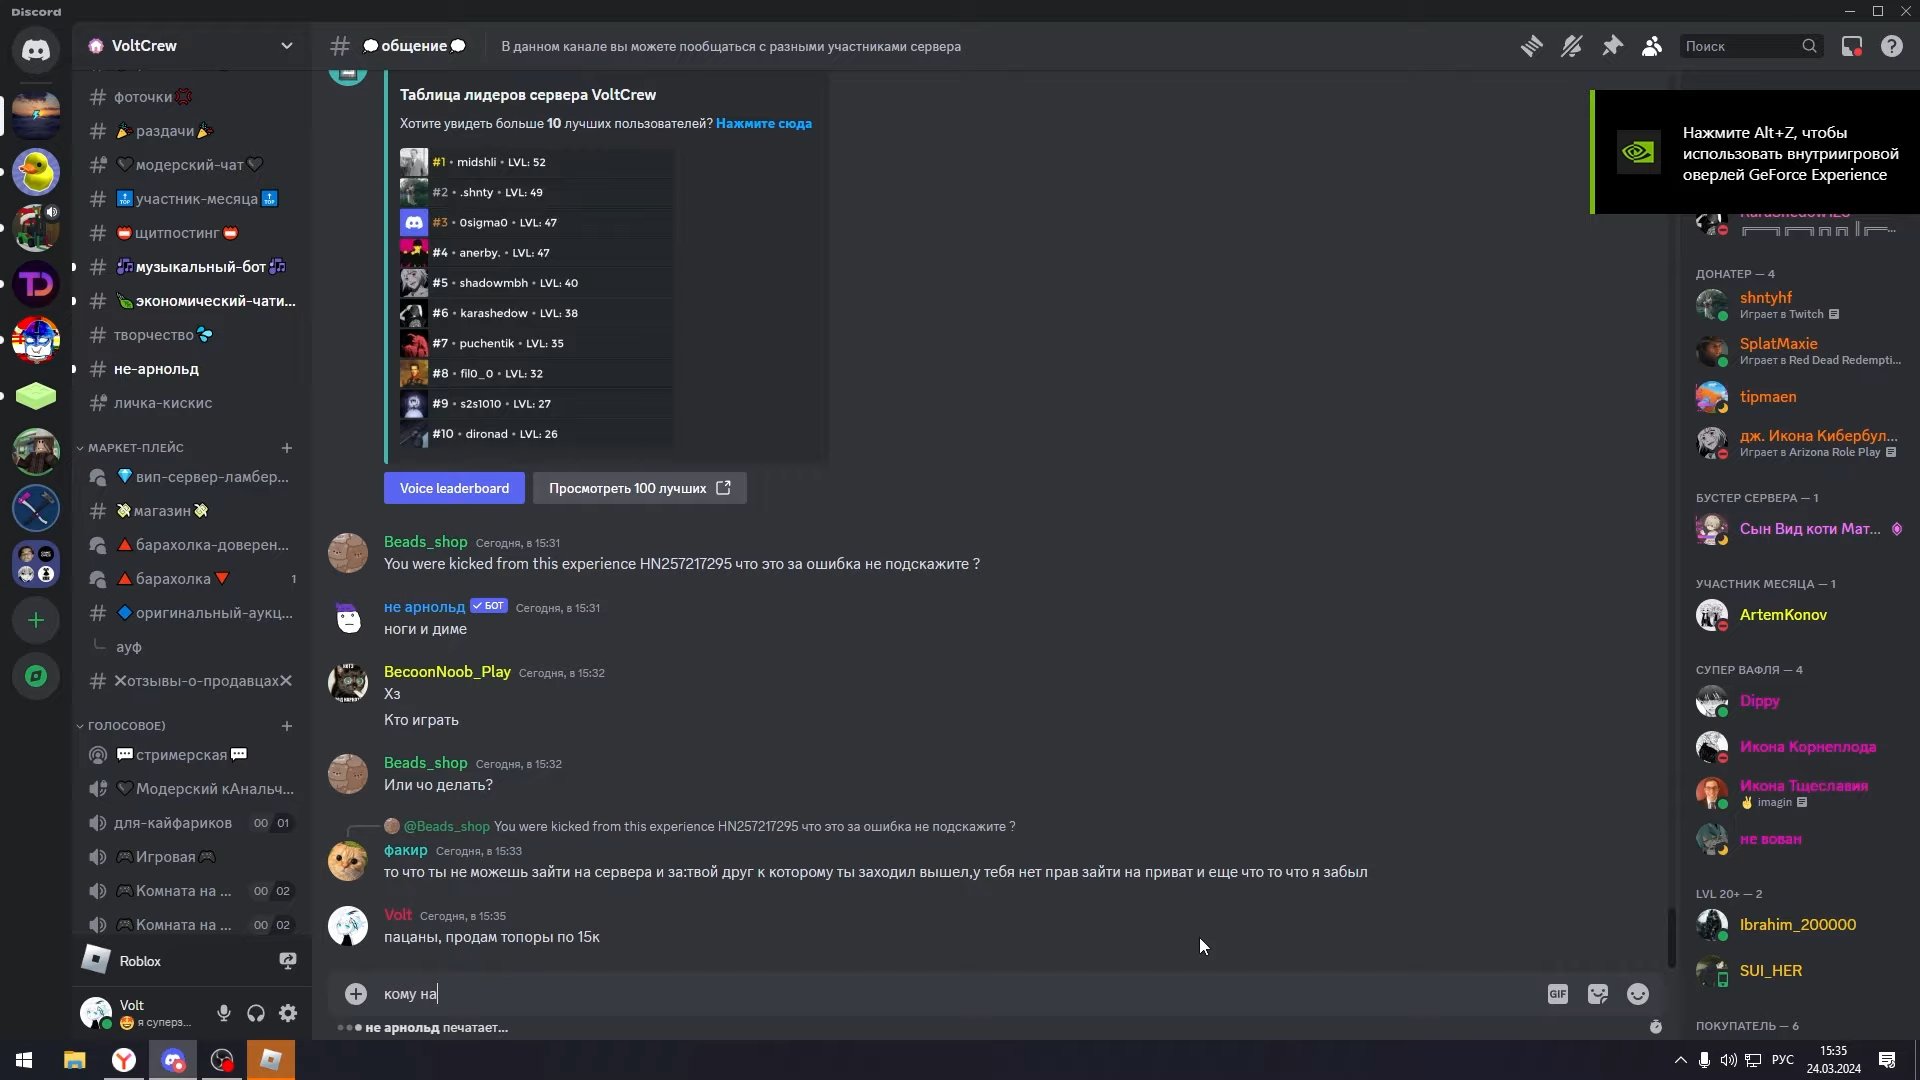 Discord
VoltCrew
общение
В данном канале вы можете пообщаться с разными участниками сервера
Поиск
фоточки
раздачи
модерский-чат
участник-месяца
щитпостинг
музыкальный-бот
экономический-чати...
творчество
не-арнольд
личка-кискис
МАРКЕТ-ПЛЕЙС
вип-сервер-ламбер...
магазин
барахолка-доверен...
барахолка
1
оригинальный-аукц...
ауф
отзывы-о-продавцах
ГОЛОСОВОЕ)
стримерская
Модерский кАнальч...
для-кайфариков
00 01
Игровая
Комната на ...
00 02
Комната на ...
00 02
Roblox
Volt
я суперз...
Таблица лидеров сервера VoltCrew
Хотите увидеть больше 10 лучших пользователей? Нажмите сюда
#1 • midshli • LVL: 52
#2 • .shnty • LVL: 49
#3 • 0sigma0 • LVL: 47
#4 • anerby. • LVL: 47
#5 • shadowmbh • LVL: 40
#6 • karashedow • LVL: 38
#7 • puchentik • LVL: 35
#8 • fil0_0 • LVL: 32
#9 • s2s1010 • LVL: 27
#10 • dironad • LVL: 26
Voice leaderboard
Просмотреть 100 лучших
Beads_shop Сегодня, в 15:31
You were kicked from this experience HN257217295 что это за ошибка не подскажите ?
не арнольд БОТ Сегодня, в 15:31
ноги и диме
BecoonNoob_Play Сегодня, в 15:32
Хз
Кто играть
Beads_shop Сегодня, в 15:32
Или чо делать?
@Beads_shop You were kicked from this experience HN257217295 что это за ошибка не подскажите ?
факир Сегодня, в 15:33
то что ты не можешь зайти на сервера и за:твой друг к которому ты заходил вышел,у тебя нет прав зайти на приват и еще что то что я забыл
Volt Сегодня, в 15:35
пацаны, продам топоры по 15к
кому на
GIF
не арнольд печатает...
Нажмите Alt+Z, чтобы
использовать внутриигровой
оверлей GeForce Experience
ДОНАТЕР — 4
shntyhf
Играет в Twitch
SplatMaxie
Играет в Red Dead Redempti...
tipmaen
дж. Икона Кибербул...
Играет в Arizona Role Play
БУСТЕР СЕРВЕРА — 1
Сын Вид коти Мат...
УЧАСТНИК МЕСЯЦА — 1
ArtemKonov
СУПЕР ВАФЛЯ — 4
Dippy
Икона Корнеплода
Икона Тщеславия
imagin
не вован
LVL 20+ — 2
Ibrahim_200000
SUI_HER
ПОКУПАТЕЛЬ — 6
РУС
15:35
24.03.2024